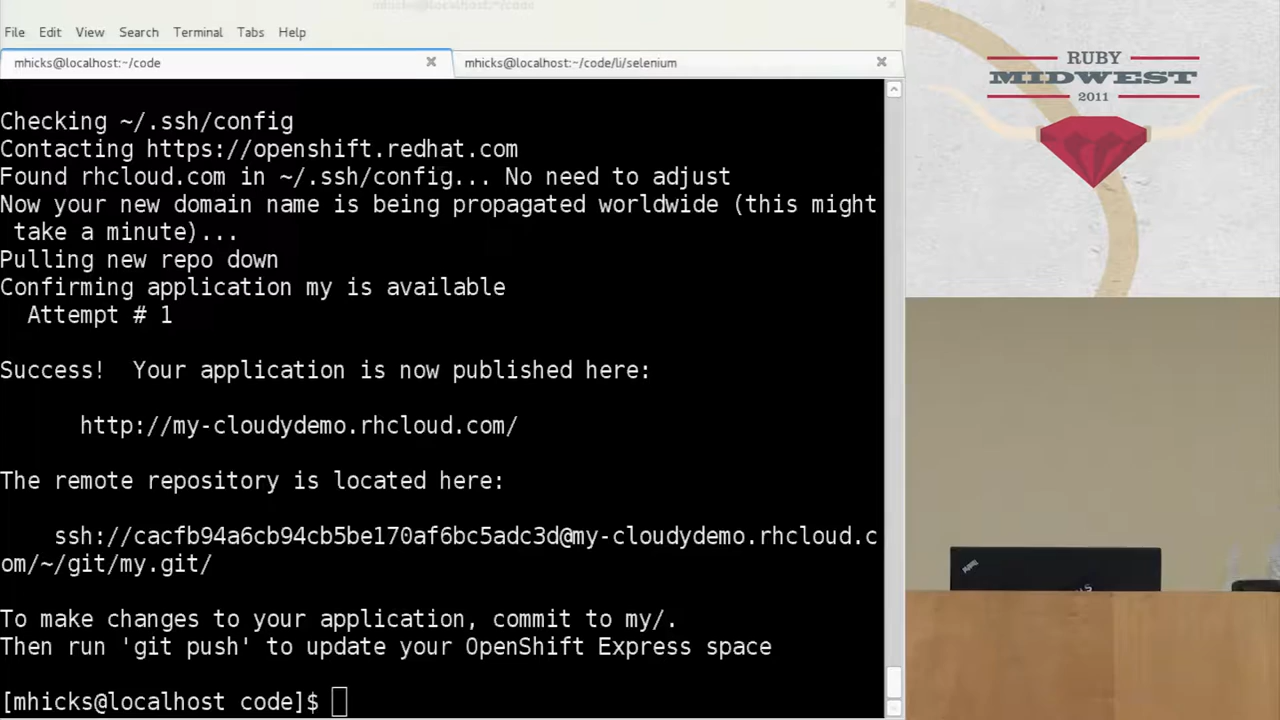 mhicks@localhost:~/code
File Edit View Search Terminal Tabs Help
mhicks@localhost:~/code
mhicks@localhost:~/code/li/selenium
Checking ~/.ssh/config
Contacting https://openshift.redhat.com
Found rhcloud.com in ~/.ssh/config... No need to adjust
Now your new domain name is being propagated worldwide (this might
take a minute)...
Pulling new repo down
Confirming application my is available
Attempt # 1
Success!  Your application is now published here:
http://my-cloudydemo.rhcloud.com/
The remote repository is located here:
ssh://cacfb94a6cb94cb5be170af6bc5adc3d@my-cloudydemo.rhcloud.c
om/~/git/my.git/
To make changes to your application, commit to my/.
Then run 'git push' to update your OpenShift Express space
[mhicks@localhost code]$
RUBY
MIDWEST
2011